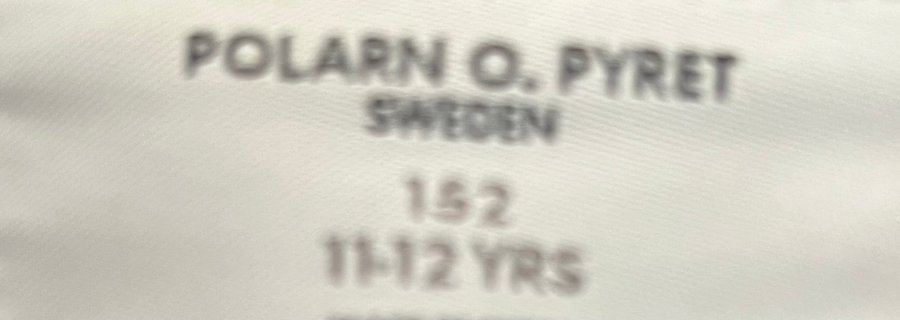 POLARN O. PYRET
SWEDEN
152
11-12 YRS